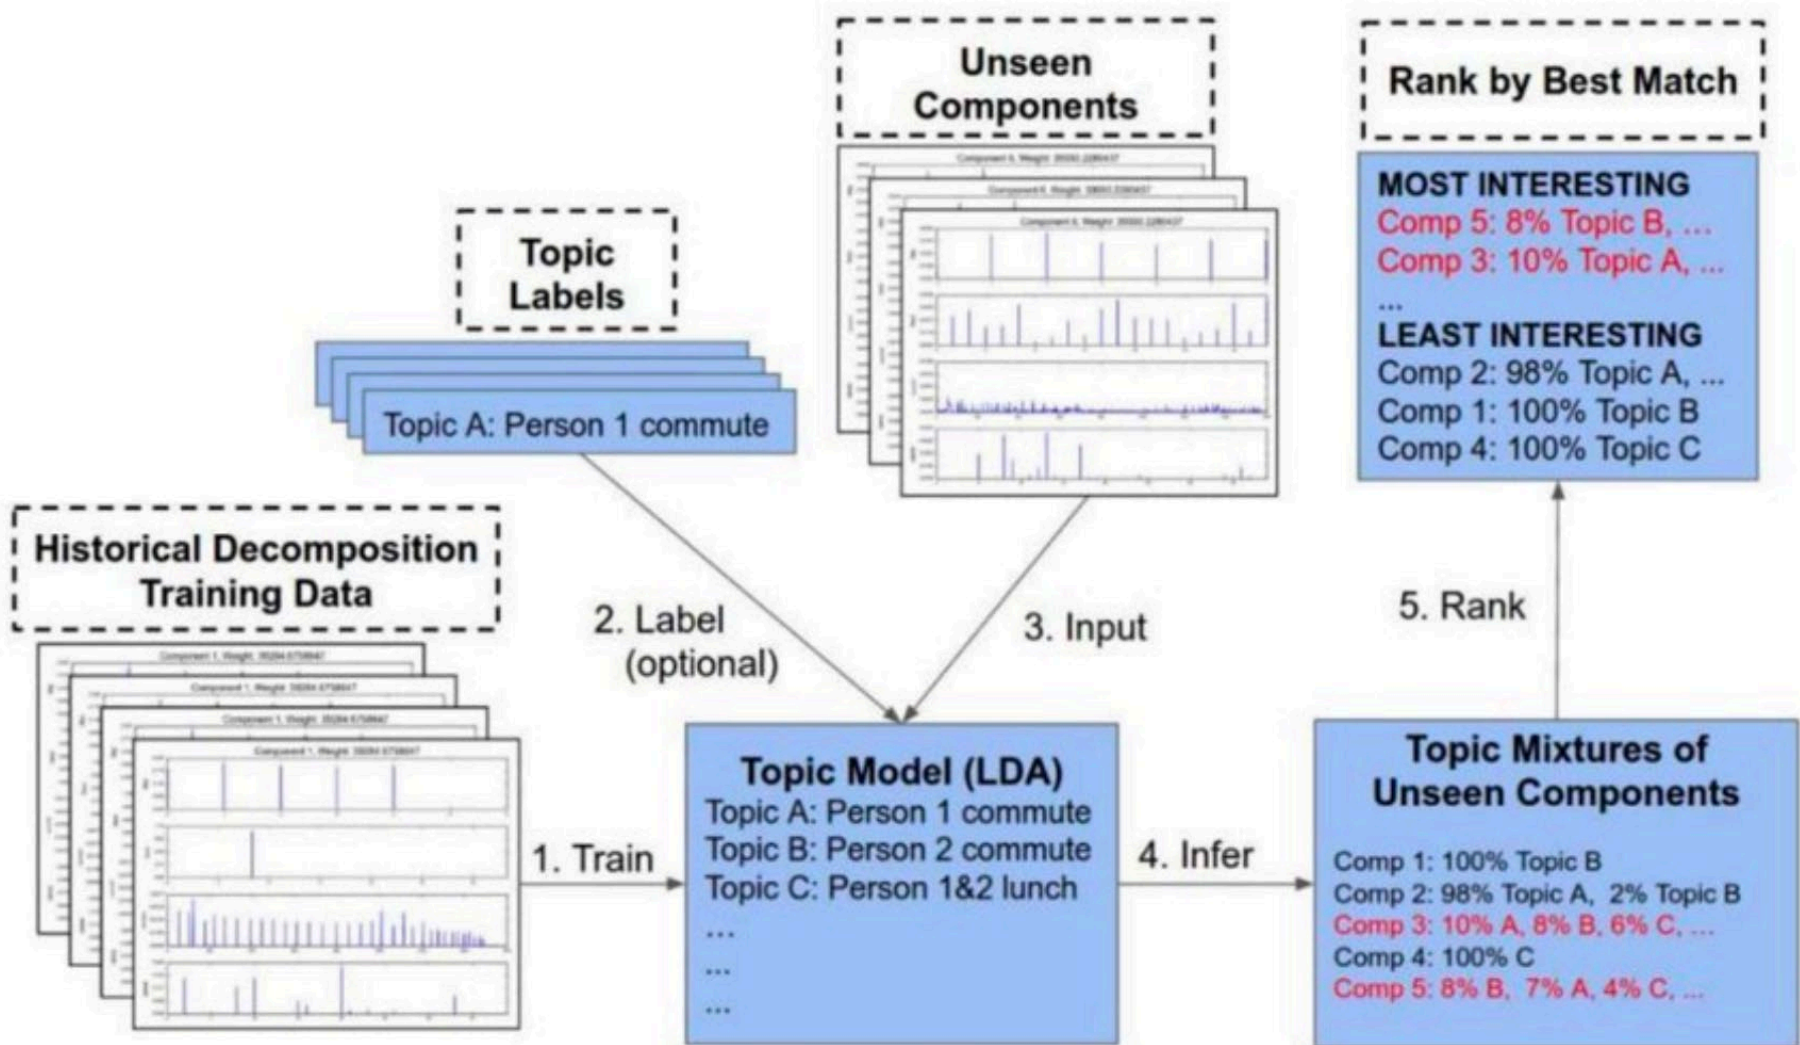 Unseen
Components
Rank by Best Match
MOST INTERESTING
Comp 5: 8% Topic B, ...
Comp 3: 10% Topic A, ...
...
LEAST INTERESTING
Comp 2: 98% Topic A, ...
Comp 1: 100% Topic B
Comp 4: 100% Topic C
Topic
Labels
Topic A: Person 1 commute
Historical Decomposition
Training Data
2. Label
(optional)
3. Input
5. Rank
1. Train
Topic Model (LDA)
Topic A: Person 1 commute
Topic B: Person 2 commute
Topic C: Person 1&2 lunch
...
...
...
4. Infer
Topic Mixtures of
Unseen Components
Comp 1: 100% Topic B
Comp 2: 98% Topic A, 2% Topic B
Comp 3: 10% A, 8% B, 6% C, ...
Comp 4: 100% C
Comp 5: 8% B, 7% A, 4% C, ...